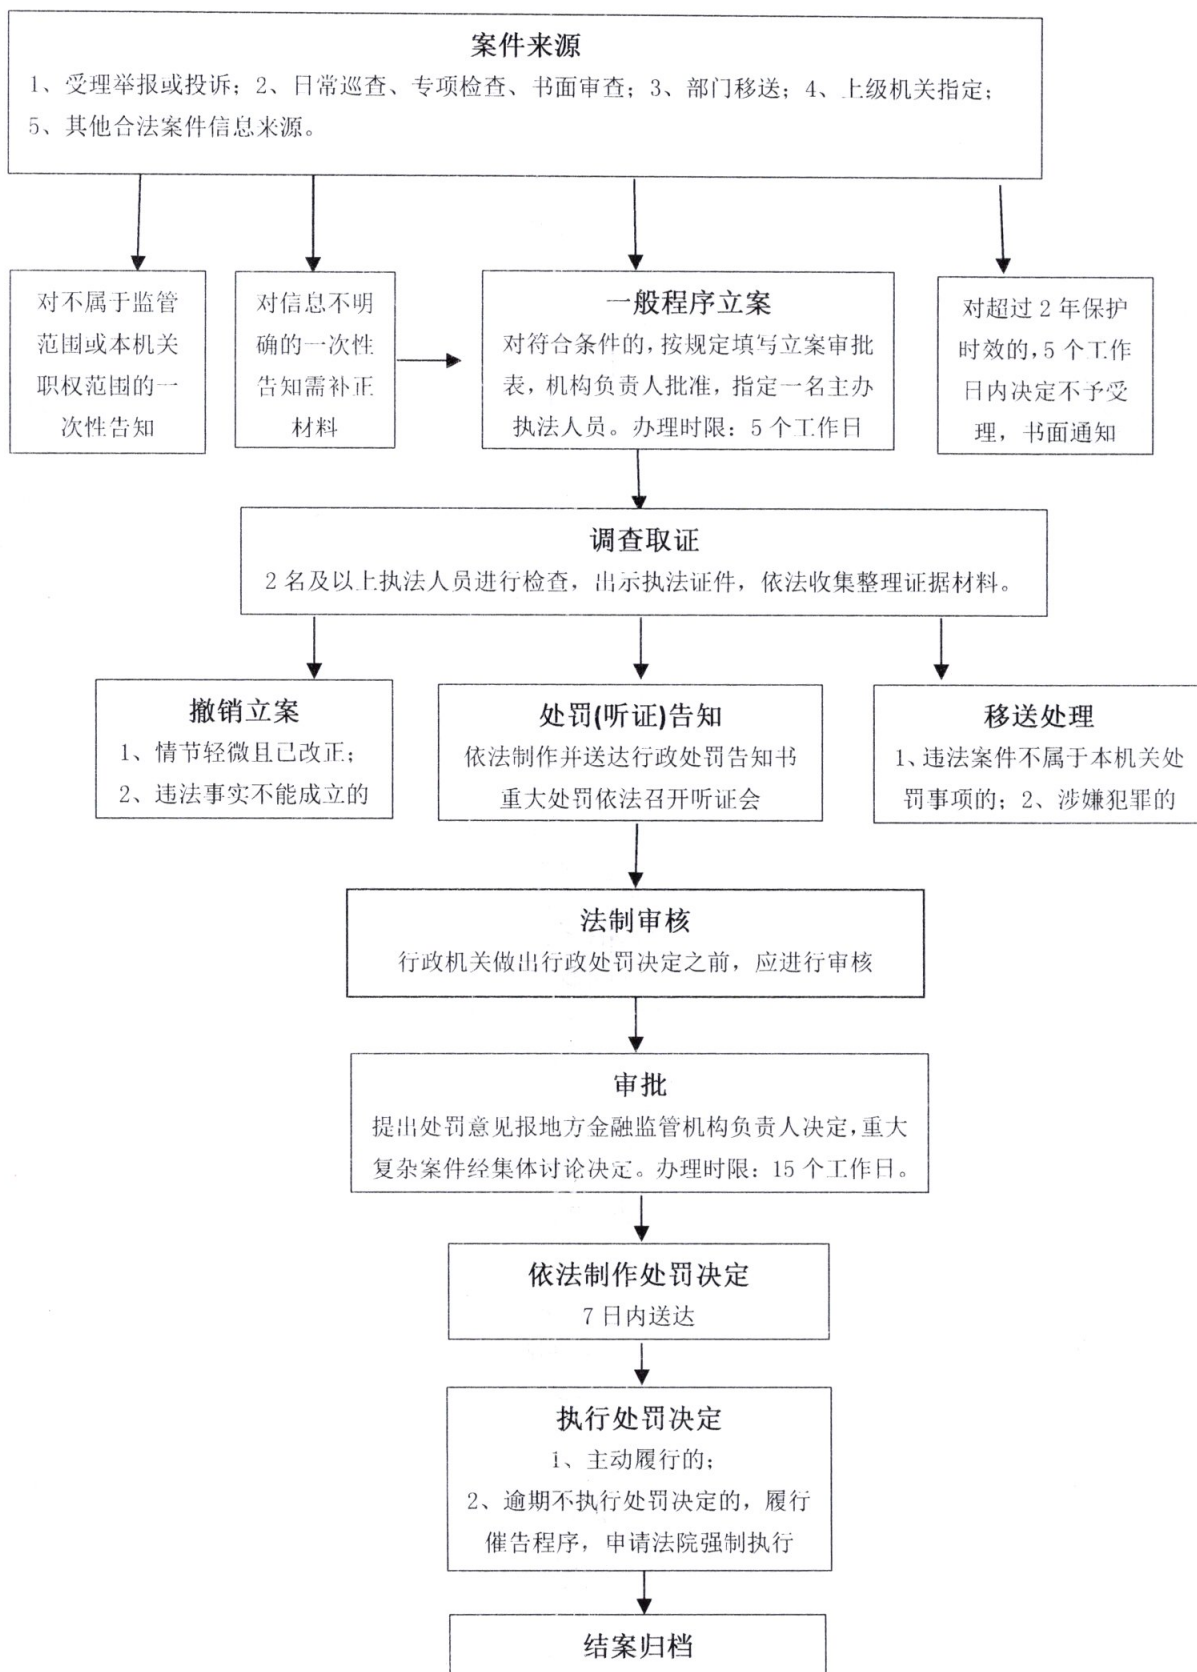 案件来源
1、受理举报或投诉；2、日常巡查、专项检查、书面审查；3、部门移送；4、上级机关指定；
5、其他合法案件信息来源。
对不属于监管
范围或本机关
职权范围的一
次性告知
对信息不明
确的一次性
告知需补正
材料
一般程序立案
对符合条件的，按规定填写立案审批
表，机构负责人批准，指定一名主办
执法人员。办理时限：5个工作日
对超过2年保护
时效的，5个工作
日内决定不予受
理，书面通知
调查取证
2名及以上执法人员进行检查，出示执法证件，依法收集整理证据材料。
撤销立案
1、情节轻微且已改正；
2、违法事实不能成立的
处罚(听证)告知
依法制作并送达行政处罚告知书
重大处罚依法召开听证会
移送处理
1、违法案件不属于本机关处
罚事项的；2、涉嫌犯罪的
法制审核
行政机关做出行政处罚决定之前，应进行审核
审批
提出处罚意见报地方金融监管机构负责人决定，重大
复杂案件经集体讨论决定。办理时限：15个工作日。
依法制作处罚决定
7日内送达
执行处罚决定
1、主动履行的；
2、逾期不执行处罚决定的，履行
催告程序，申请法院强制执行
结案归档